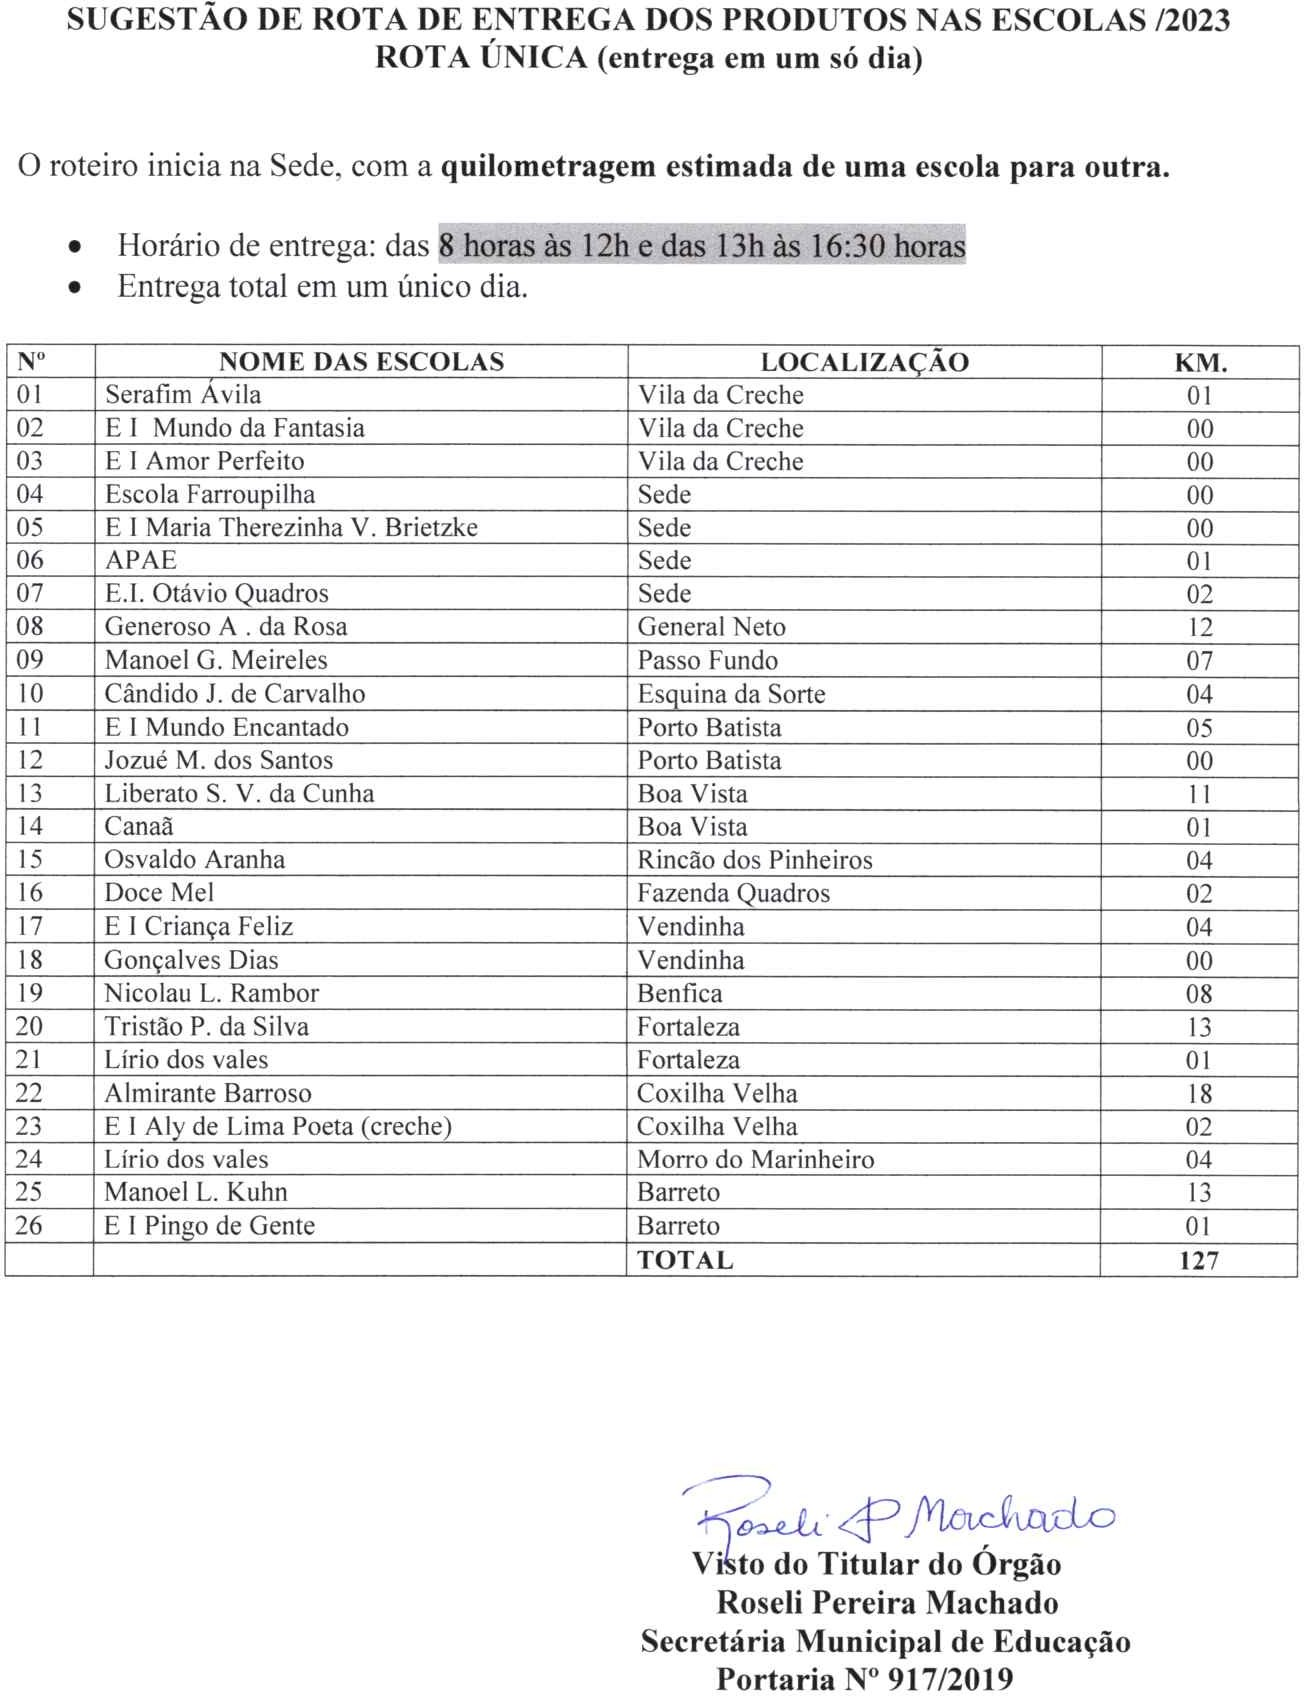 SUGESTÃO DE ROTA DE ENTREGA DOS PRODUTOS NAS ESCOLAS /2023
ROTA ÚNICA (entrega em um só dia)
O roteiro inicia na Sede, com a quilometragem estimada de uma escola para outra.
• Horário de entrega: das 8 horas às 12h e das 13h às 16:30 horas
• Entrega total em um único dia.
Nº NOME DAS ESCOLAS LOCALIZAÇÃO KM.
01 Serafim Ávila Vila da Creche 01
02 E I Mundo da Fantasia Vila da Creche 00
03 E I Amor Perfeito Vila da Creche 00
04 Escola Farroupilha Sede 00
05 E I Maria Therezinha V. Brietzke Sede 00
06 APAE Sede 01
07 E.I. Otávio Quadros Sede 02
08 Generoso A . da Rosa General Neto 12
09 Manoel G. Meireles Passo Fundo 07
10 Cândido J. de Carvalho Esquina da Sorte 04
11 E I Mundo Encantado Porto Batista 05
12 Jozué M. dos Santos Porto Batista 00
13 Liberato S. V. da Cunha Boa Vista 11
14 Canaã Boa Vista 01
15 Osvaldo Aranha Rincão dos Pinheiros 04
16 Doce Mel Fazenda Quadros 02
17 E I Criança Feliz Vendinha 04
18 Gonçalves Dias Vendinha 00
19 Nicolau L. Rambor Benfica 08
20 Tristão P. da Silva Fortaleza 13
21 Lírio dos vales Fortaleza 01
22 Almirante Barroso Coxilha Velha 18
23 E I Aly de Lima Poeta (creche) Coxilha Velha 02
24 Lírio dos vales Morro do Marinheiro 04
25 Manoel L. Kuhn Barreto 13
26 E I Pingo de Gente Barreto 01
TOTAL 127
Roseli P Machado
Visto do Titular do Órgão
Roseli Pereira Machado
Secretária Municipal de Educação
Portaria Nº 917/2019